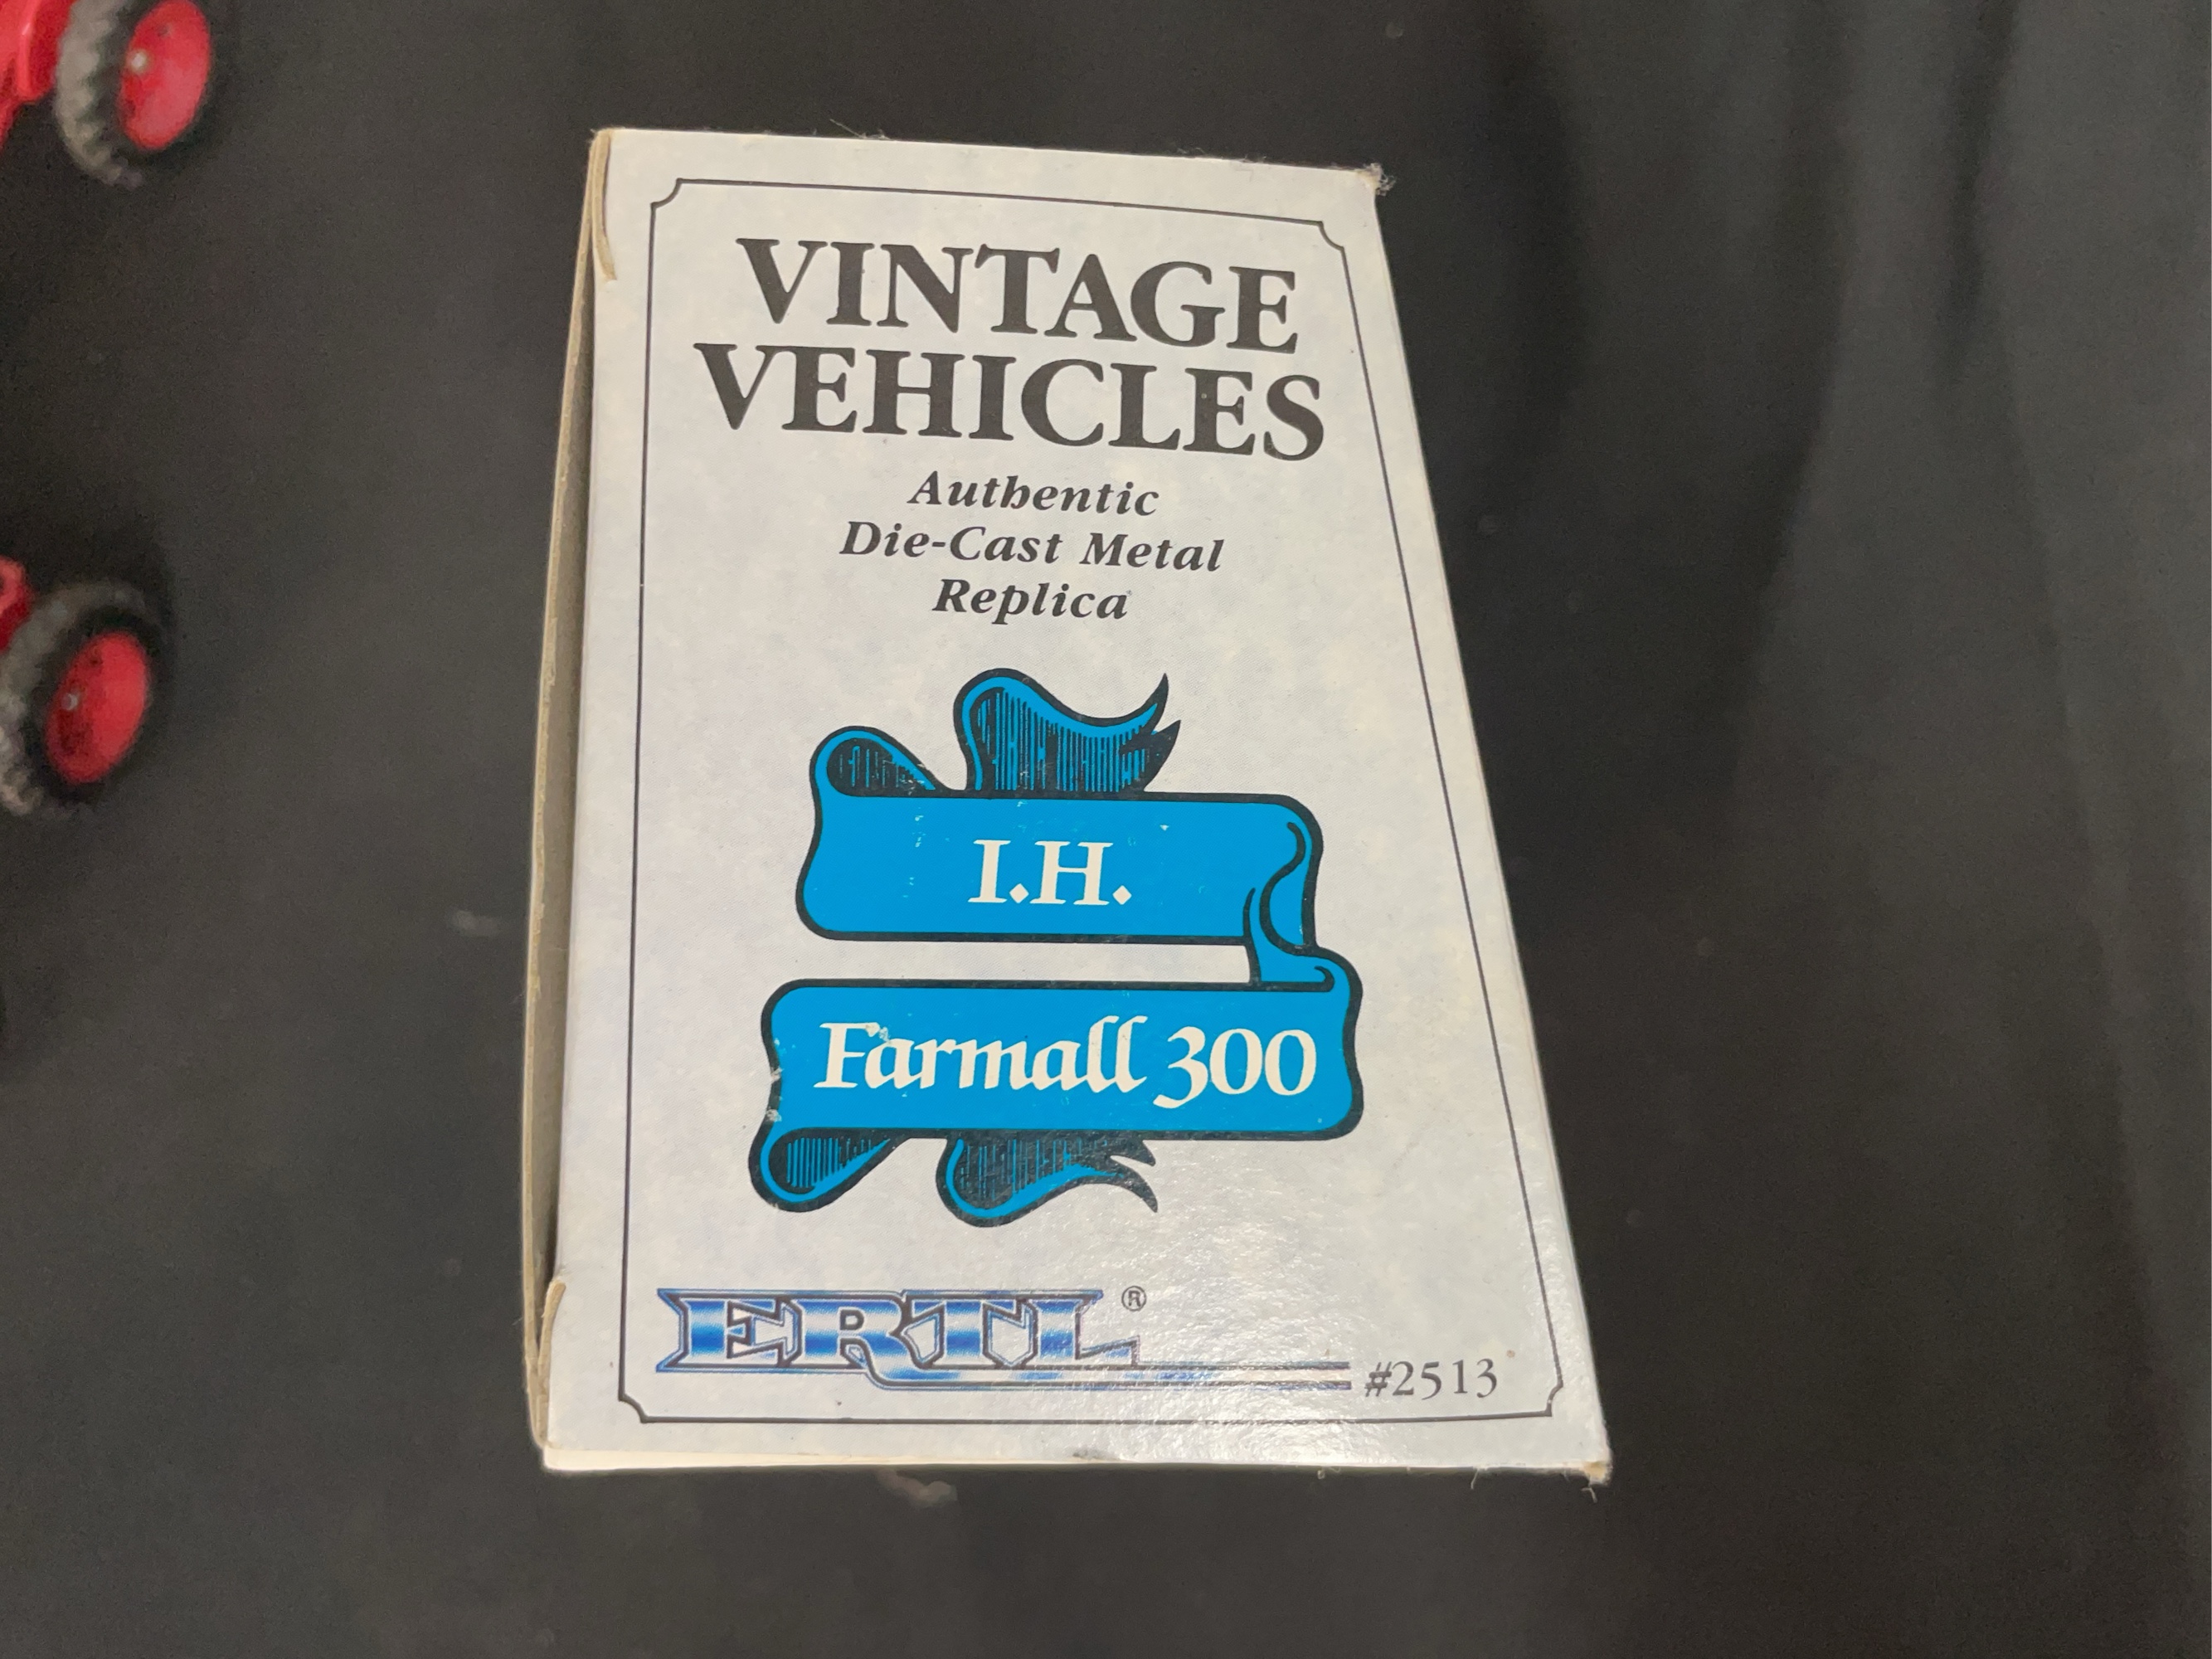 VINTAGE
VEHICLES
Authentic
Die-Cast Metal
Replica
I.H.
Farmall 300
ERTL®
#2513